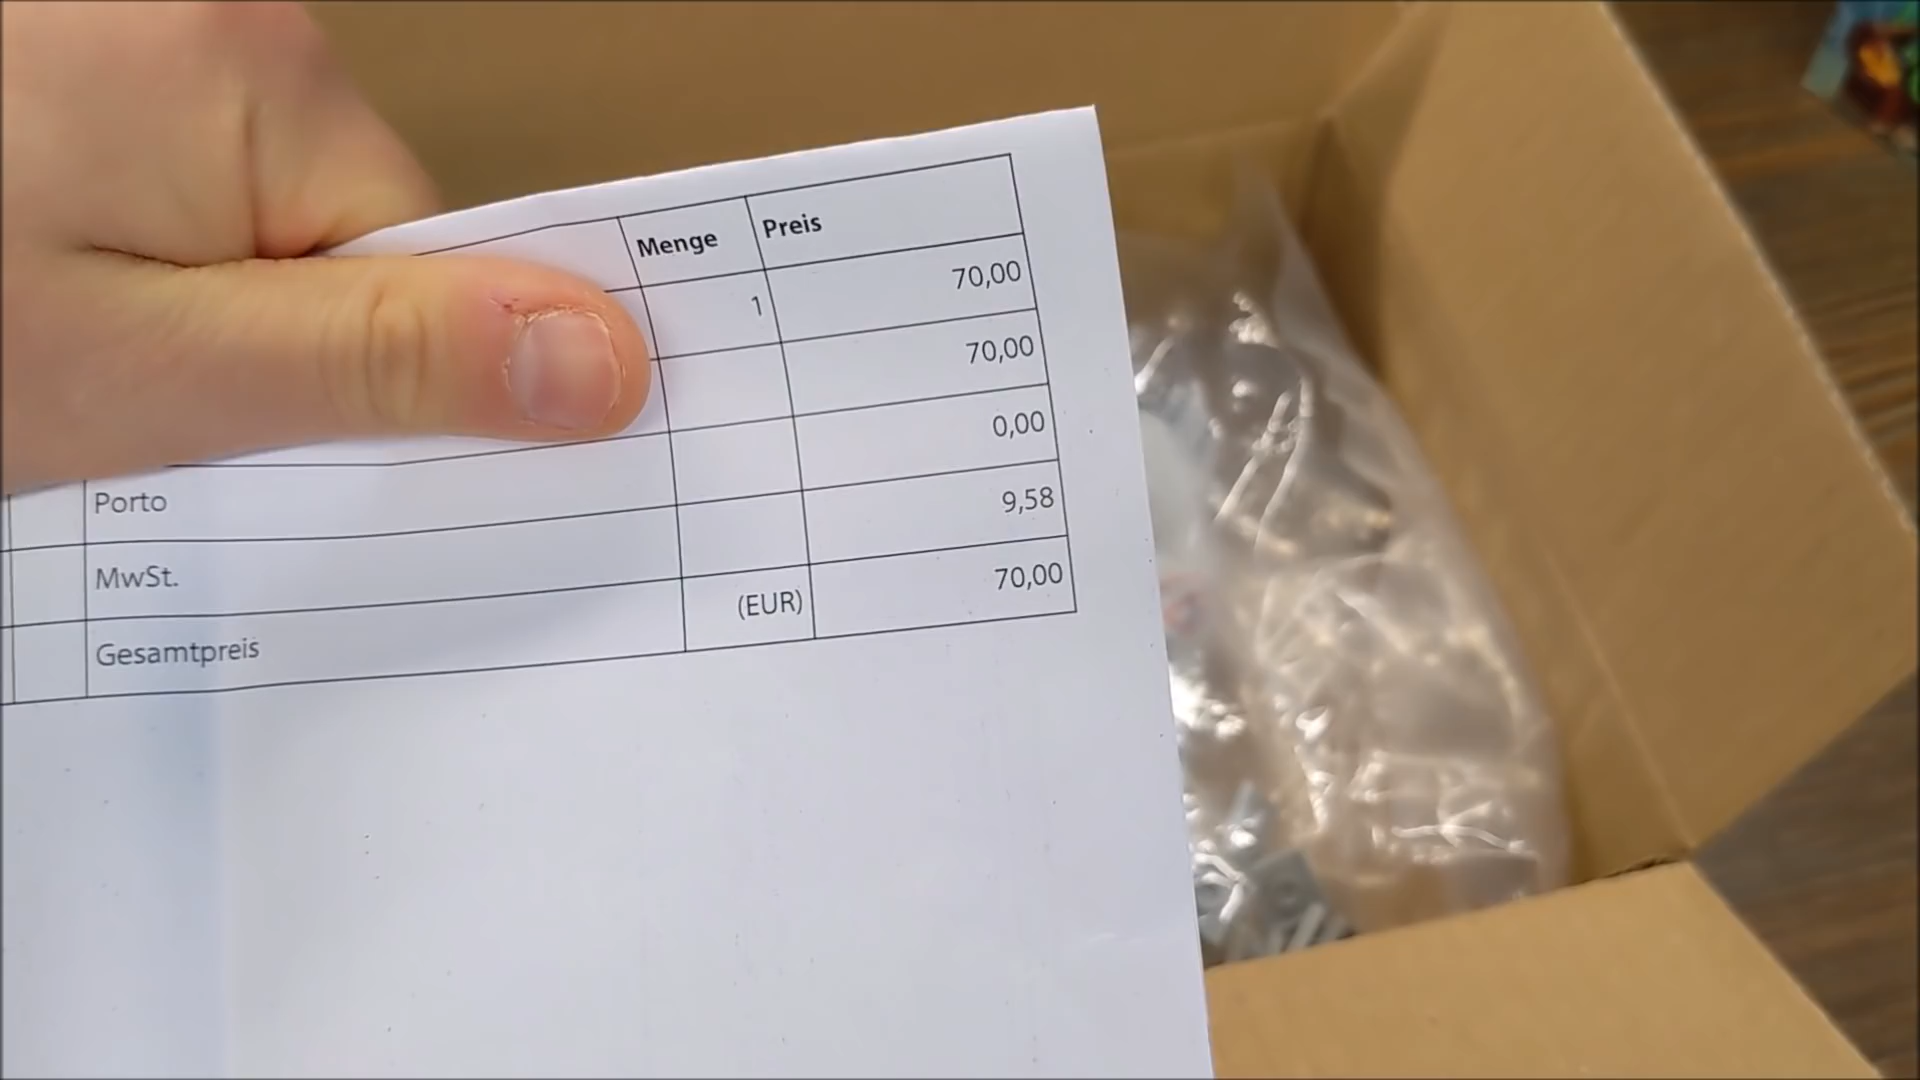 Menge Preis
1 70,00
70,00
Porto 0,00
MwSt. 9,58
Gesamtpreis (EUR) 70,00